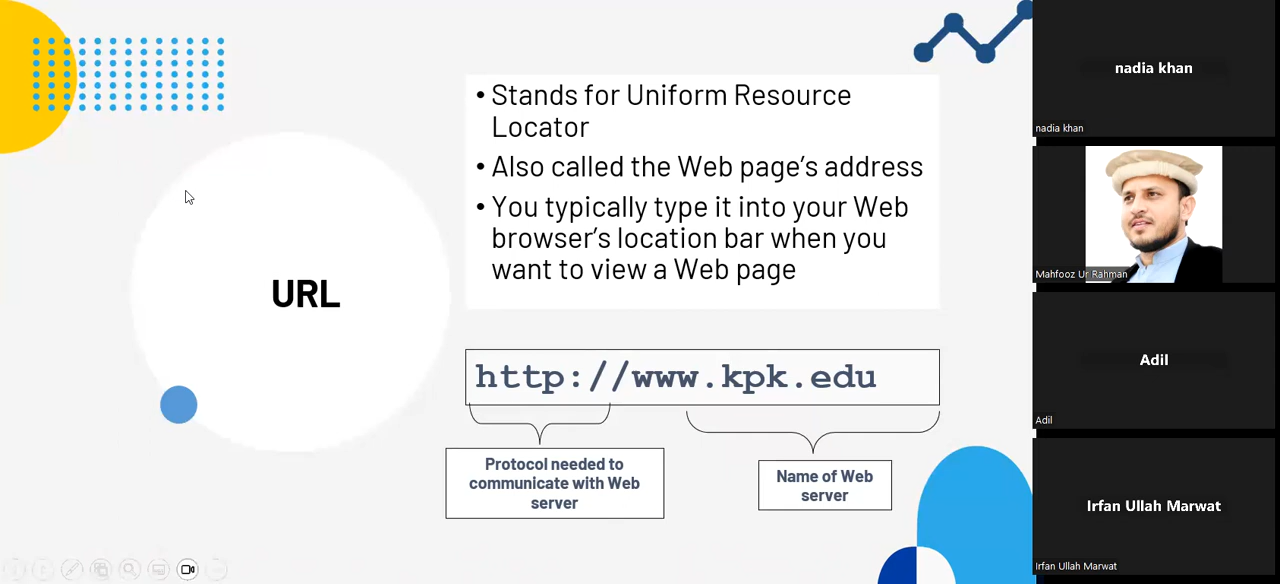 URL
• Stands for Uniform Resource
Locator
• Also called the Web page's address
• You typically type it into your Web
browser's location bar when you
want to view a Web page
http://www.kpk.edu
Protocol needed to
communicate with Web
server
Name of Web
server
nadia khan
nadia khan
Mahfooz Ur Rahman
Adil
Adil
Irfan Ullah Marwat
Irfan Ullah Marwat